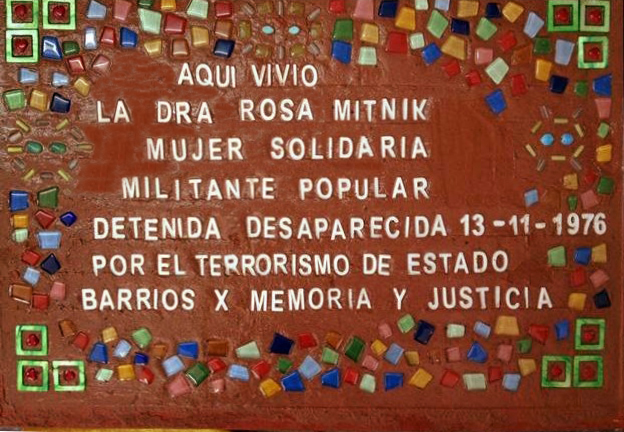 AQUI VIVIO
LA DRA ROSA MITNIK
MUJER SOLIDARIA
MILITANTE POPULAR
DETENIDA DESAPARECIDA 13-11-1976
POR EL TERRORISMO DE ESTADO
BARRIOS X MEMORIA Y JUSTICIA